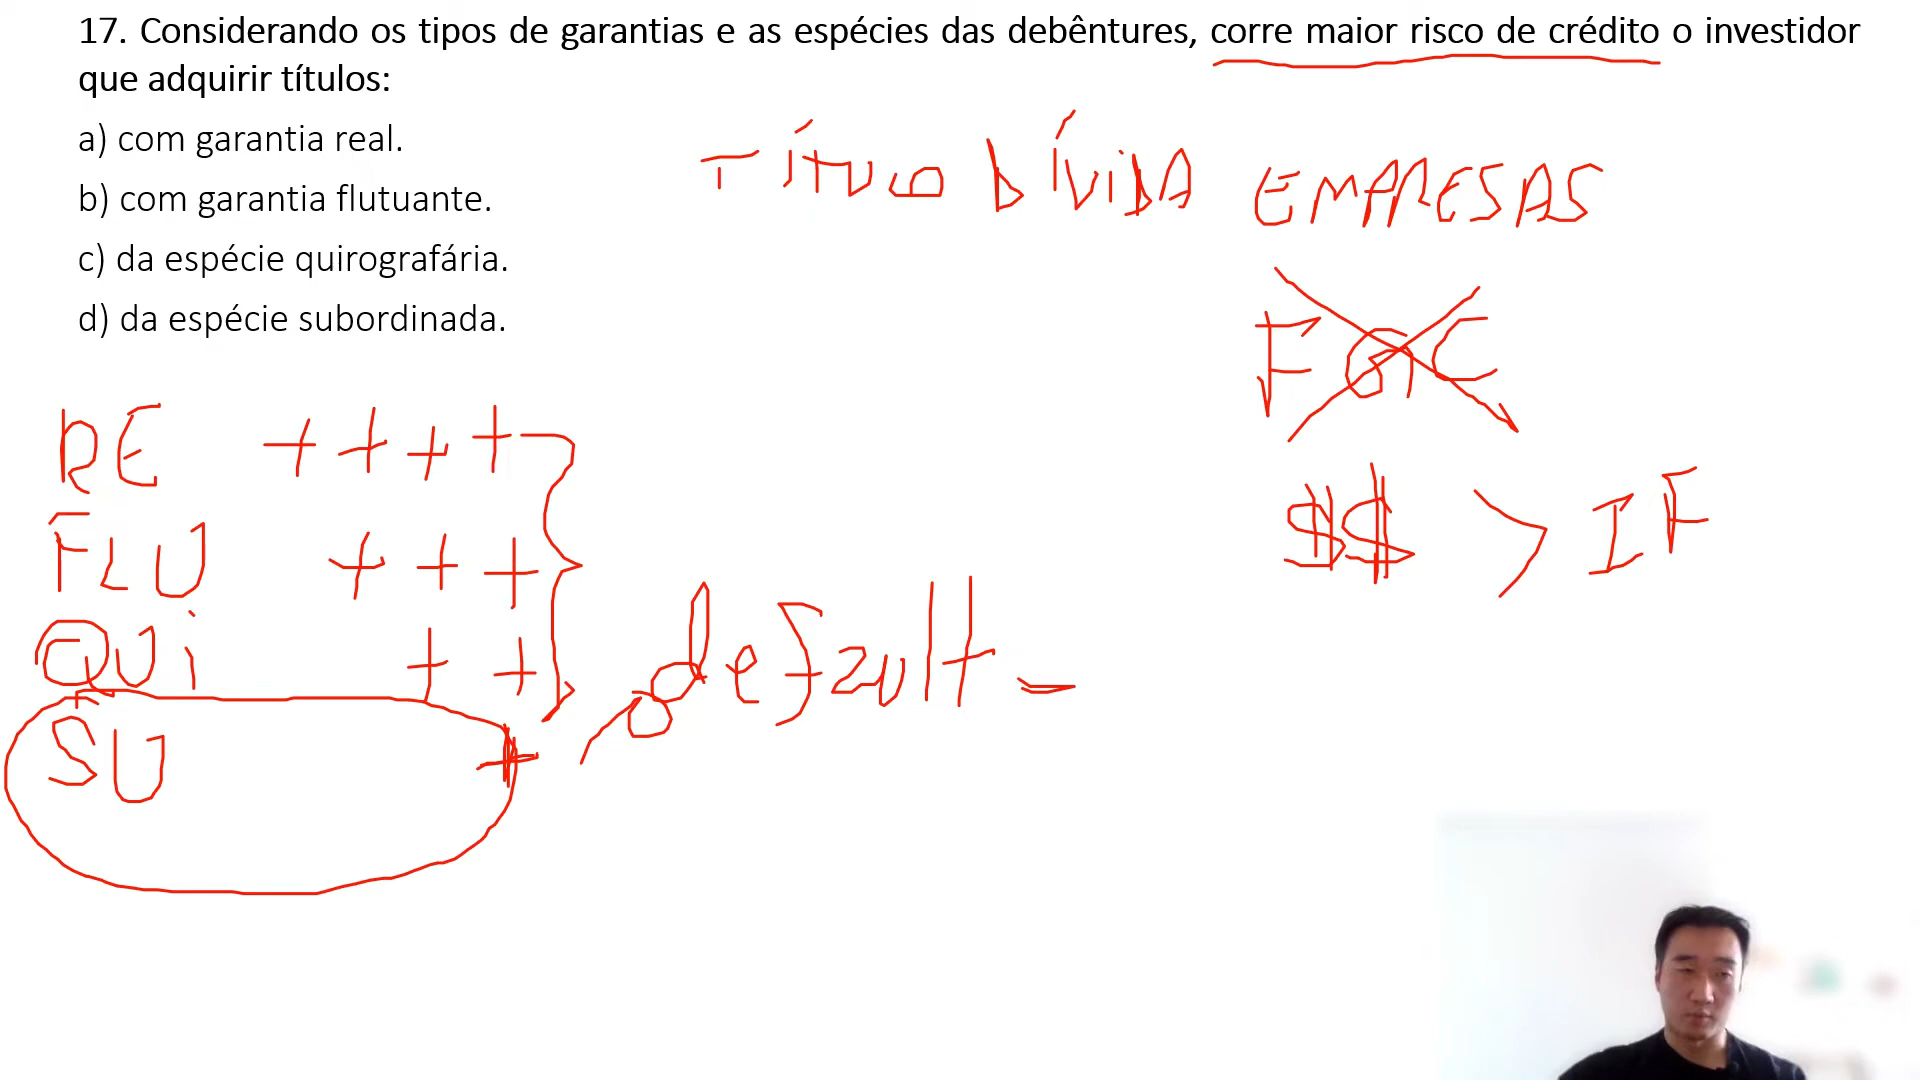 17. Considerando os tipos de garantias e as espécies das debêntures, corre maior risco de crédito o investidor
que adquirir títulos:
a) com garantia real.
b) com garantia flutuante.
c) da espécie quirografária.
d) da espécie subordinada.
TÍTULO DÍVIDA EMPRESAS
FGC
RE + + + +
FLU + + +
$$ > IF
QUi + +
default
SU +